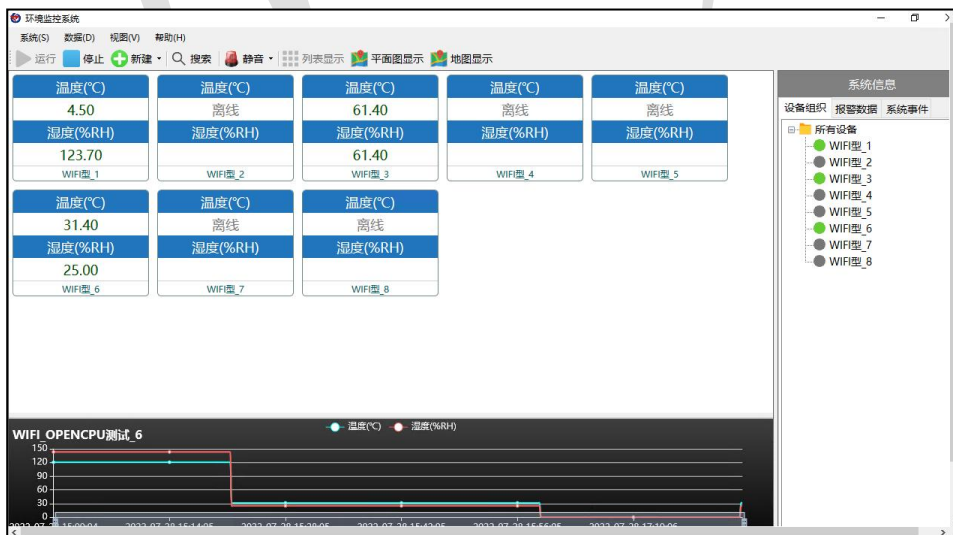 环境监控系统
系统(S) 数据(D) 视图(V) 帮助(H)
运行 停止 新建 搜索 静音 列表显示 平面图显示 地图显示
温度(℃) 温度(℃) 温度(℃) 温度(℃) 温度(℃)
4.50 离线 61.40 离线 离线
湿度(%RH) 湿度(%RH) 湿度(%RH) 湿度(%RH) 湿度(%RH)
123.70 61.40
WIFI型_1 WIFI型_2 WIFI型_3 WIFI型_4 WIFI型_5
温度(℃) 温度(℃) 温度(℃)
31.40 离线 离线
湿度(%RH) 湿度(%RH) 湿度(%RH)
25.00
WIFI型_6 WIFI型_7 WIFI型_8
系统信息
设备组织 报警数据 系统事件
所有设备
WIFI型_1
WIFI型_2
WIFI型_3
WIFI型_4
WIFI型_5
WIFI型_6
WIFI型_7
WIFI型_8
WIFI_OPENCPU测试_6
温度(℃) 湿度(%RH)
150
120
90
60
30
0